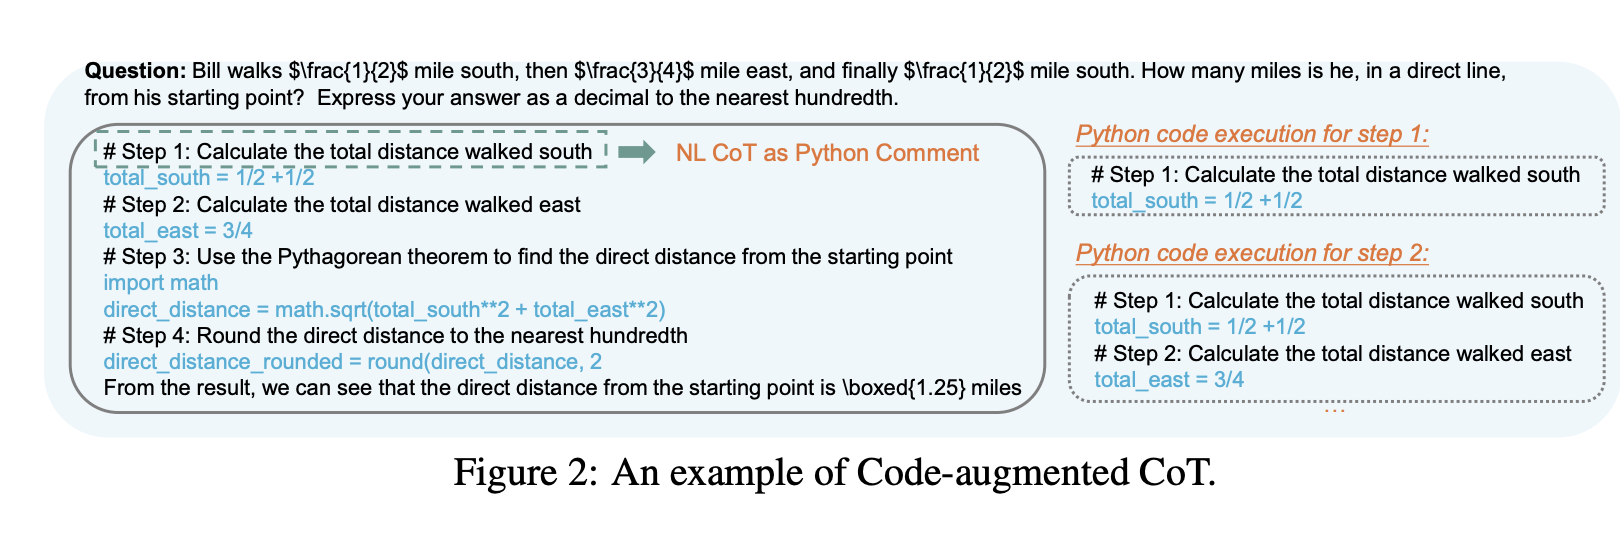 Question: Bill walks $\frac{1}{2}$ mile south, then $\frac{3}{4}$ mile east, and finally $\frac{1}{2}$ mile south. How many miles is he, in a direct line,
from his starting point?  Express your answer as a decimal to the nearest hundredth.
# Step 1: Calculate the total distance walked south
NL CoT as Python Comment
total_south = 1/2 +1/2
# Step 2: Calculate the total distance walked east
total_east = 3/4
# Step 3: Use the Pythagorean theorem to find the direct distance from the starting point
import math
direct_distance = math.sqrt(total_south**2 + total_east**2)
# Step 4: Round the direct distance to the nearest hundredth
direct_distance_rounded = round(direct_distance, 2
From the result, we can see that the direct distance from the starting point is \boxed{1.25} miles
Python code execution for step 1:
# Step 1: Calculate the total distance walked south
total_south = 1/2 +1/2
Python code execution for step 2:
# Step 1: Calculate the total distance walked south
total_south = 1/2 +1/2
# Step 2: Calculate the total distance walked east
total_east = 3/4
...
Figure 2: An example of Code-augmented CoT.